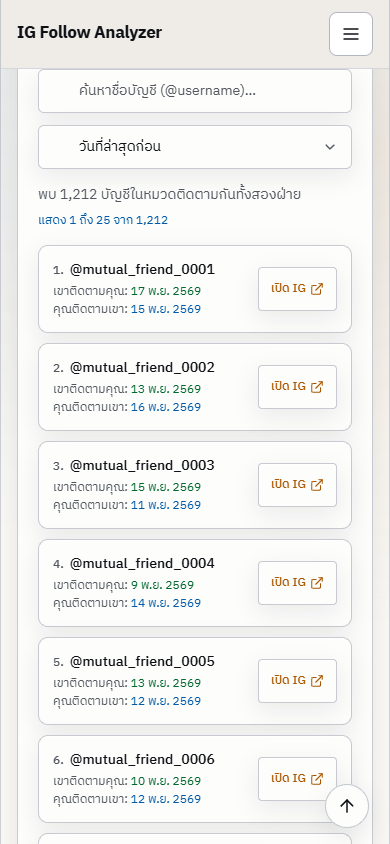 IG Follow Analyzer
ค้นหาชื่อบัญชี (@username)...
วันที่ล่าสุดก่อน
พบ 1,212 บัญชีในหมวดติดตามกันทั้งสองฝ่าย
แสดง 1 ถึง 25 จาก 1,212
1. @mutual_friend_0001
เขาติดตามคุณ: 17 พ.ย. 2569
คุณติดตามเขา: 15 พ.ย. 2569
เปิด IG
2. @mutual_friend_0002
เขาติดตามคุณ: 13 พ.ย. 2569
คุณติดตามเขา: 16 พ.ย. 2569
เปิด IG
3. @mutual_friend_0003
เขาติดตามคุณ: 15 พ.ย. 2569
คุณติดตามเขา: 11 พ.ย. 2569
เปิด IG
4. @mutual_friend_0004
เขาติดตามคุณ: 9 พ.ย. 2569
คุณติดตามเขา: 14 พ.ย. 2569
เปิด IG
5. @mutual_friend_0005
เขาติดตามคุณ: 13 พ.ย. 2569
คุณติดตามเขา: 12 พ.ย. 2569
เปิด IG
6. @mutual_friend_0006
เขาติดตามคุณ: 10 พ.ย. 2569
คุณติดตามเขา: 12 พ.ย. 2569
เปิด IG